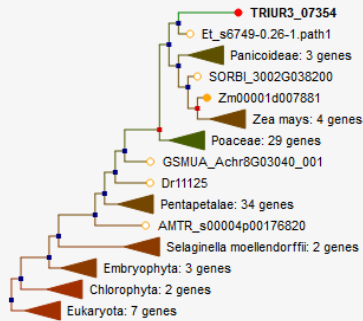 TRIUR3_07354
Et_s6749-0.26-1.path1
Panicoideae: 3 genes
SORBI_3002G038200
Zm00001d007881
Zea mays: 4 genes
Poaceae: 29 genes
GSMUA_Achr8G03040_001
Dr11125
Pentapetalae: 34 genes
AMTR_s00004p00176820
Selaginella moellendorffii: 2 genes
Embryophyta: 3 genes
Chlorophyta: 2 genes
Eukaryota: 7 genes